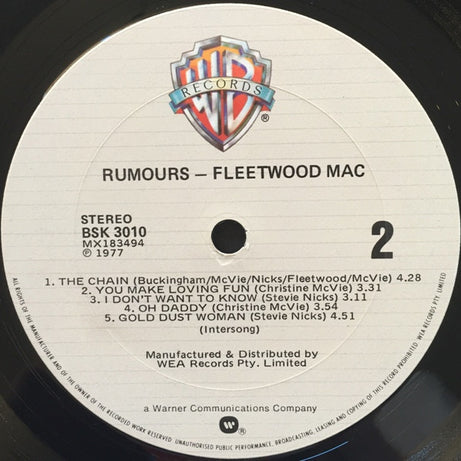 WB
RECORDS
®
RUMOURS – FLEETWOOD MAC
STEREO
BSK 3010
MX183494
℗ 1977
2
1. THE CHAIN (Buckingham/McVie/Nicks/Fleetwood/McVie) 4.28
2. YOU MAKE LOVING FUN (Christine McVie) 3.31
3. I DON'T WANT TO KNOW (Stevie Nicks) 3.11
4. OH DADDY (Christine McVie) 3.54
5. GOLD DUST WOMAN (Stevie Nicks) 4.51
(Intersong)
Manufactured & Distributed by
WEA Records Pty. Limited
a Warner Communications Company
®
ALL RIGHTS OF THE MANUFACTURER AND OF THE OWNER OF THE RECORDED WORK RESERVED. UNAUTHORISED PUBLIC PERFORMANCE, BROADCASTING, LEASING AND COPYING OF THIS RECORD PROHIBITED. WEA RECORDS PTY LIMITED